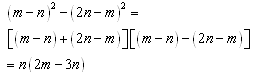 (m−n)² −(2n−m)² =
[(m−n)+(2n−m)][(m−n)−(2n−m)]
= n(2m−3n)